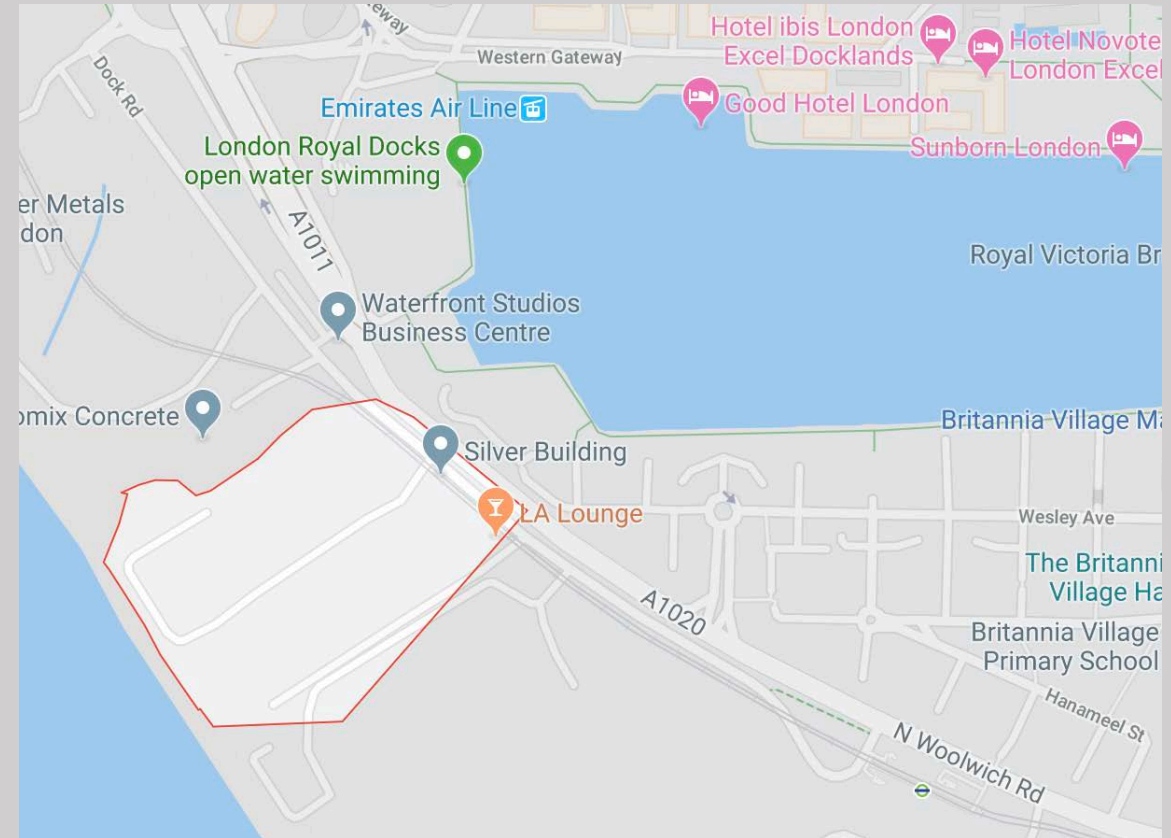 eway
Western Gateway
Hotel ibis London
Excel Docklands
Hotel Novote
London Excel
Dock Rd
Emirates Air Line
Good Hotel London
London Royal Docks
open water swimming
Sunborn London
er Metals
don
A1011
Royal Victoria Br
Waterfront Studios
Business Centre
omix Concrete
Britannia Village Ma
Silver Building
LA Lounge
Wesley Ave
The Britanni
Village Ha
A1020
Britannia Village
Primary School
Hanameel St
N Woolwich Rd